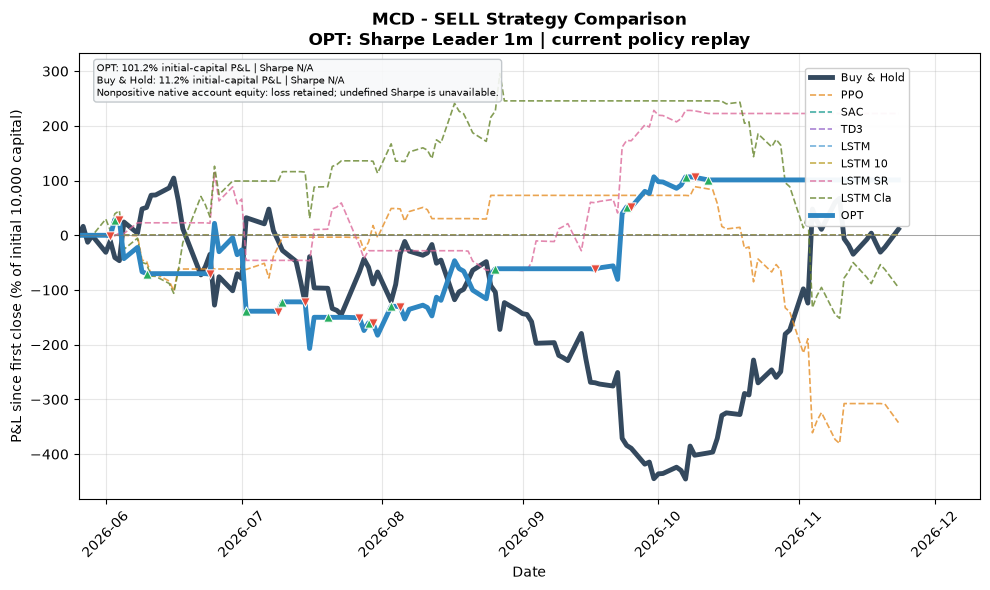 MCD - SELL Strategy Comparison
OPT: Sharpe Leader 1m | current policy replay
OPT: 101.2% initial-capital P&L | Sharpe N/A
Buy & Hold: 11.2% initial-capital P&L | Sharpe N/A
Nonpositive native account equity: loss retained; undefined Sharpe is unavailable.
Buy & Hold
PPO
SAC
TD3
LSTM
LSTM 10
LSTM SR
LSTM Cla
OPT
P&L since first close (% of initial 10,000 capital)
300
200
100
0
−100
−200
−300
−400
2026-06
2026-07
2026-08
2026-09
2026-10
2026-11
2026-12
Date